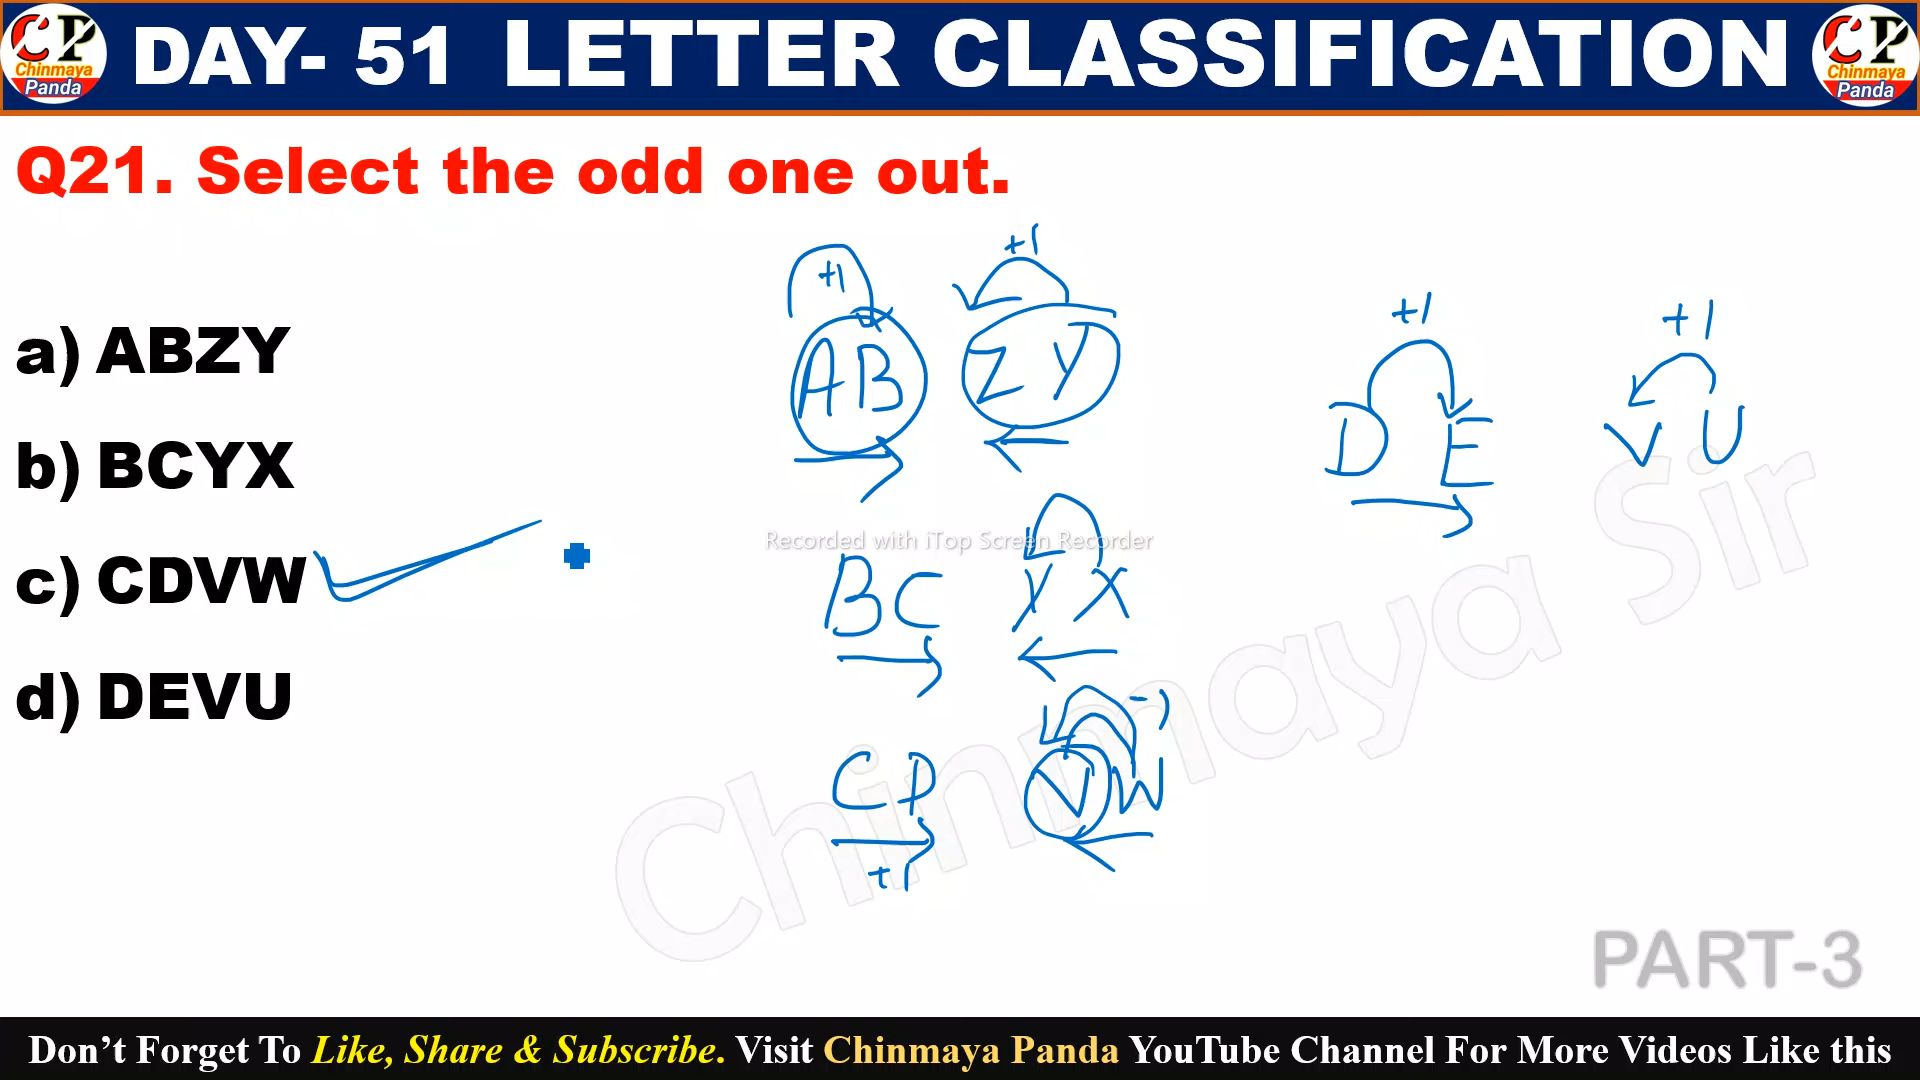 CP Chinmaya Panda
DAY- 51 LETTER CLASSIFICATION
CP Chinmaya Panda
Q21. Select the odd one out.
a) ABZY
b) BCYX
c) CDVW
d) DEVU
+1
+1
AB ZY
+1
+1
D E V U
Recorded with iTop Screen Recorder
BC YX
CD VW
+1
Chinmaya Sir
PART-3
Don’t Forget To Like, Share & Subscribe. Visit Chinmaya Panda YouTube Channel For More Videos Like this